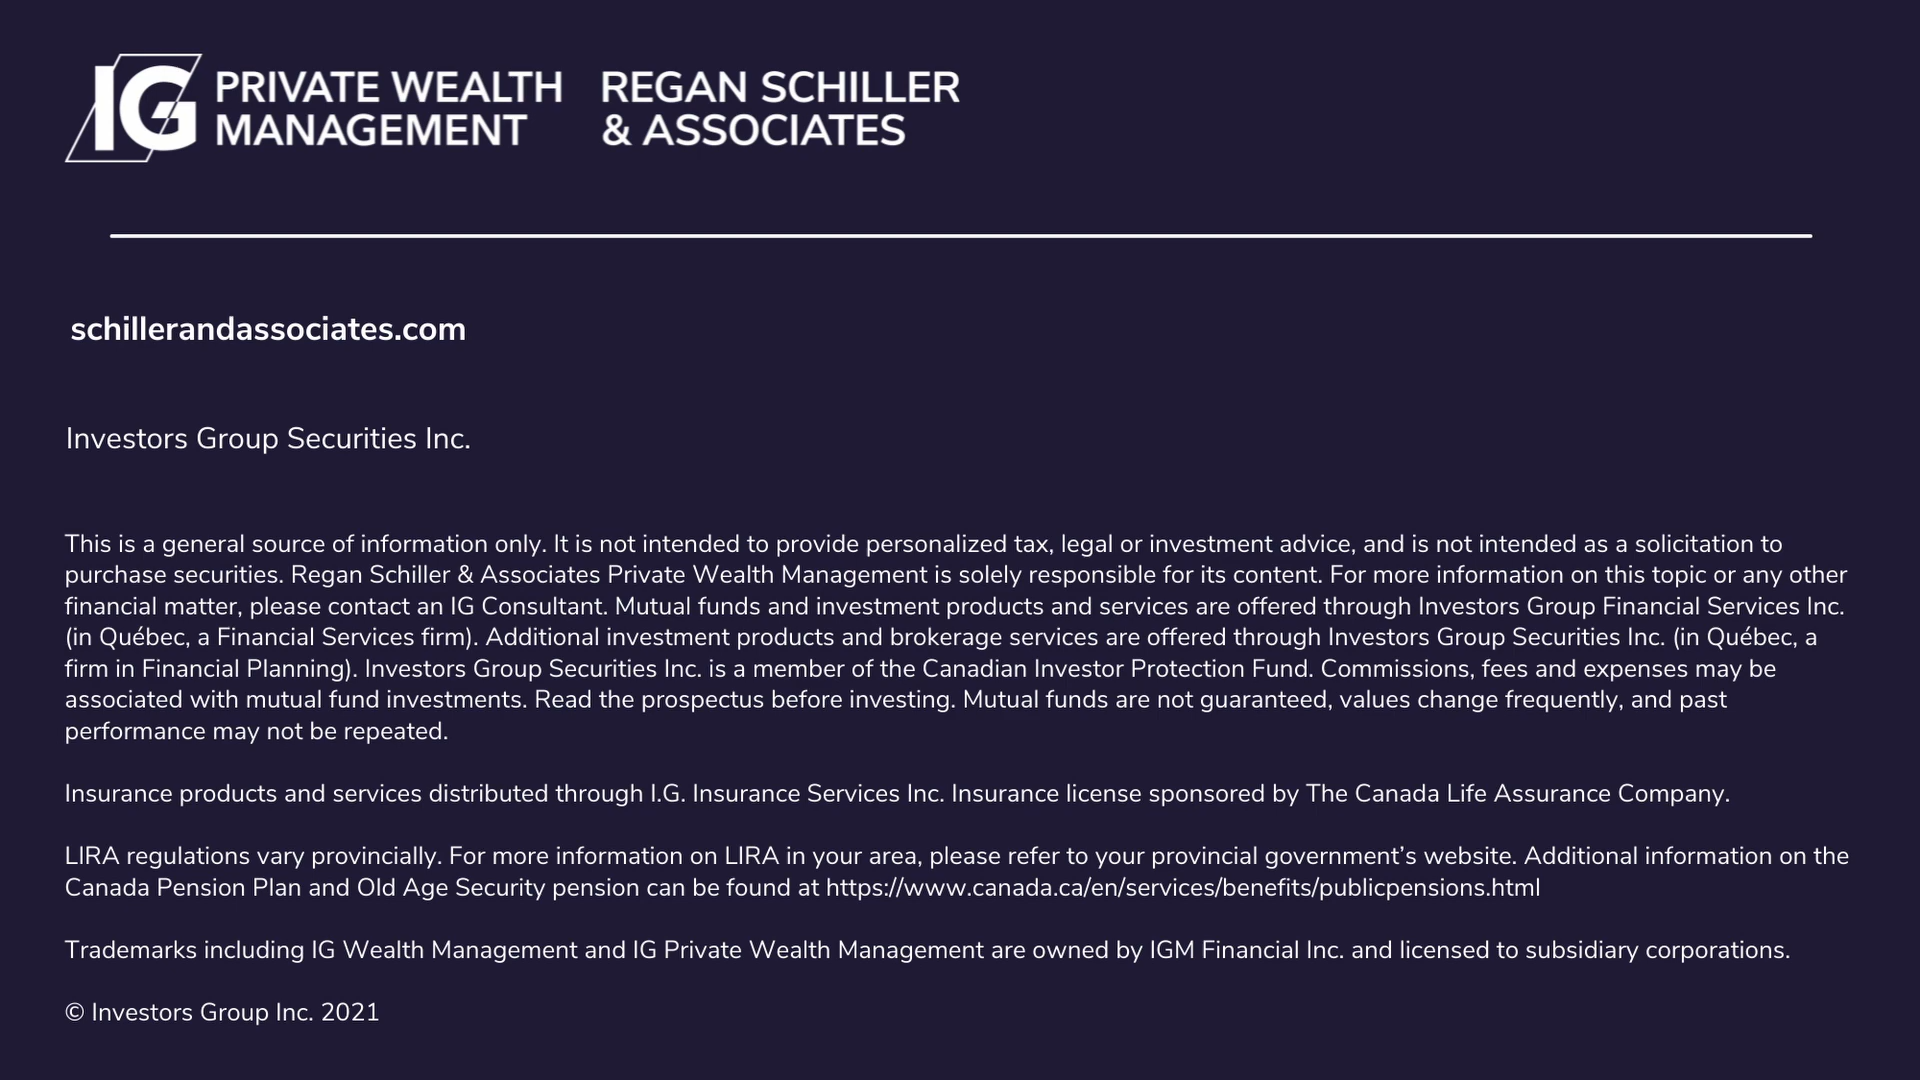 IG PRIVATE WEALTH MANAGEMENT
REGAN SCHILLER & ASSOCIATES
schillerandassociates.com
Investors Group Securities Inc.
This is a general source of information only. It is not intended to provide personalized tax, legal or investment advice, and is not intended as a solicitation to
purchase securities. Regan Schiller & Associates Private Wealth Management is solely responsible for its content. For more information on this topic or any other
financial matter, please contact an IG Consultant. Mutual funds and investment products and services are offered through Investors Group Financial Services Inc.
(in Québec, a Financial Services firm). Additional investment products and brokerage services are offered through Investors Group Securities Inc. (in Québec, a
firm in Financial Planning). Investors Group Securities Inc. is a member of the Canadian Investor Protection Fund. Commissions, fees and expenses may be
associated with mutual fund investments. Read the prospectus before investing. Mutual funds are not guaranteed, values change frequently, and past
performance may not be repeated.
Insurance products and services distributed through I.G. Insurance Services Inc. Insurance license sponsored by The Canada Life Assurance Company.
LIRA regulations vary provincially. For more information on LIRA in your area, please refer to your provincial government’s website. Additional information on the
Canada Pension Plan and Old Age Security pension can be found at https://www.canada.ca/en/services/benefits/publicpensions.html
Trademarks including IG Wealth Management and IG Private Wealth Management are owned by IGM Financial Inc. and licensed to subsidiary corporations.
© Investors Group Inc. 2021